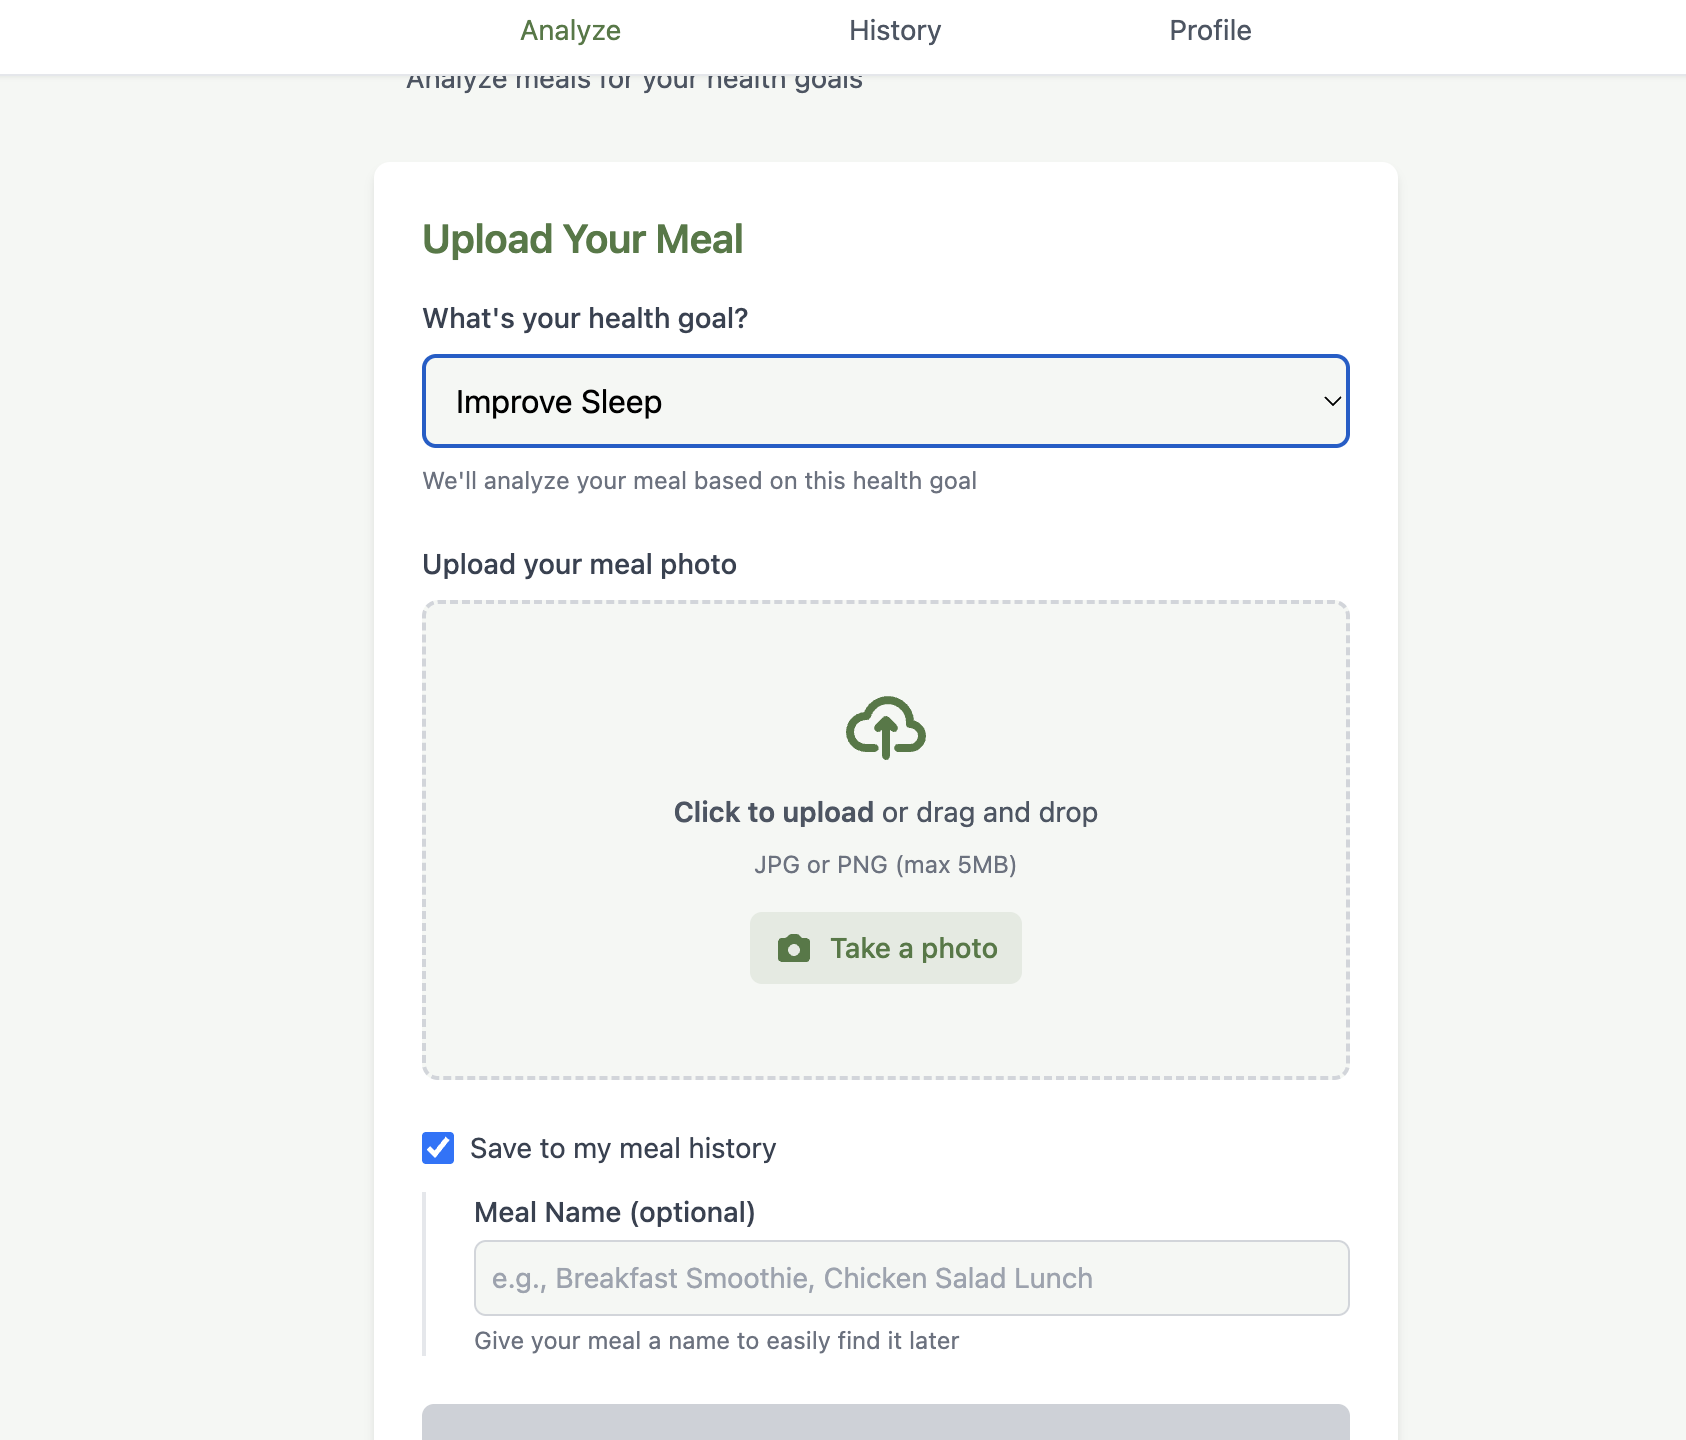 Analyze
History
Profile
Analyze meals for your health goals
Upload Your Meal
What's your health goal?
Improve Sleep
We'll analyze your meal based on this health goal
Upload your meal photo
Click to upload or drag and drop
JPG or PNG (max 5MB)
Take a photo
Save to my meal history
Meal Name (optional)
e.g., Breakfast Smoothie, Chicken Salad Lunch
Give your meal a name to easily find it later